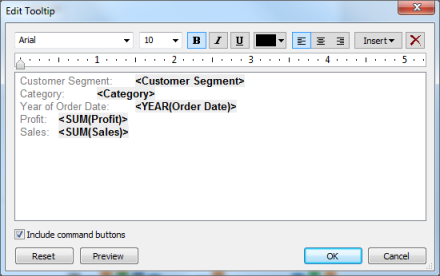 Edit Tooltip
Arial 10 B I U Insert
1 2 3 4 5
Customer Segment: <Customer Segment>
Category: <Category>
Year of Order Date: <YEAR(Order Date)>
Profit: <SUM(Profit)>
Sales: <SUM(Sales)>
Include command buttons
Reset Preview OK Cancel